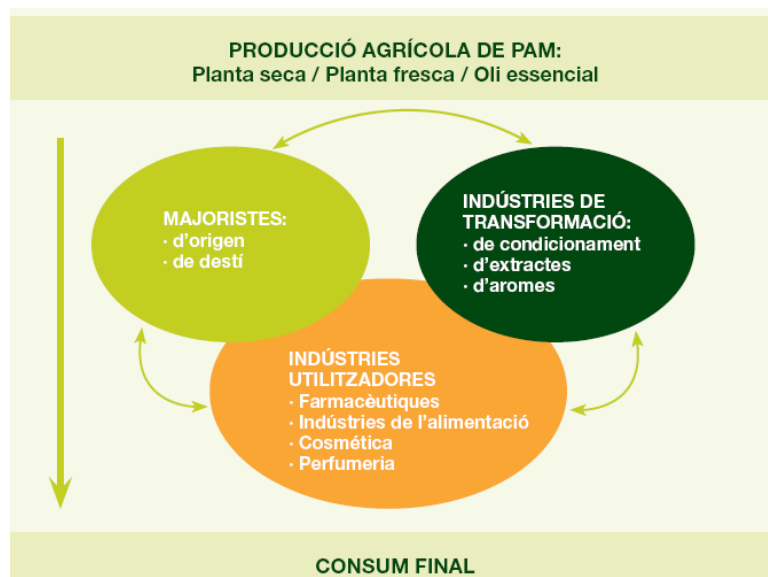 PRODUCCIÓ AGRÍCOLA DE PAM:
Planta seca / Planta fresca / Oli essencial
MAJORISTES:
· d'origen
· de destí
INDÚSTRIES DE
TRANSFORMACIÓ:
· de condicionament
· d'extractes
· d'aromes
INDÚSTRIES
UTILITZADORES
· Farmacèutiques
· Indústries de l'alimentació
· Cosmética
· Perfumeria
CONSUM FINAL